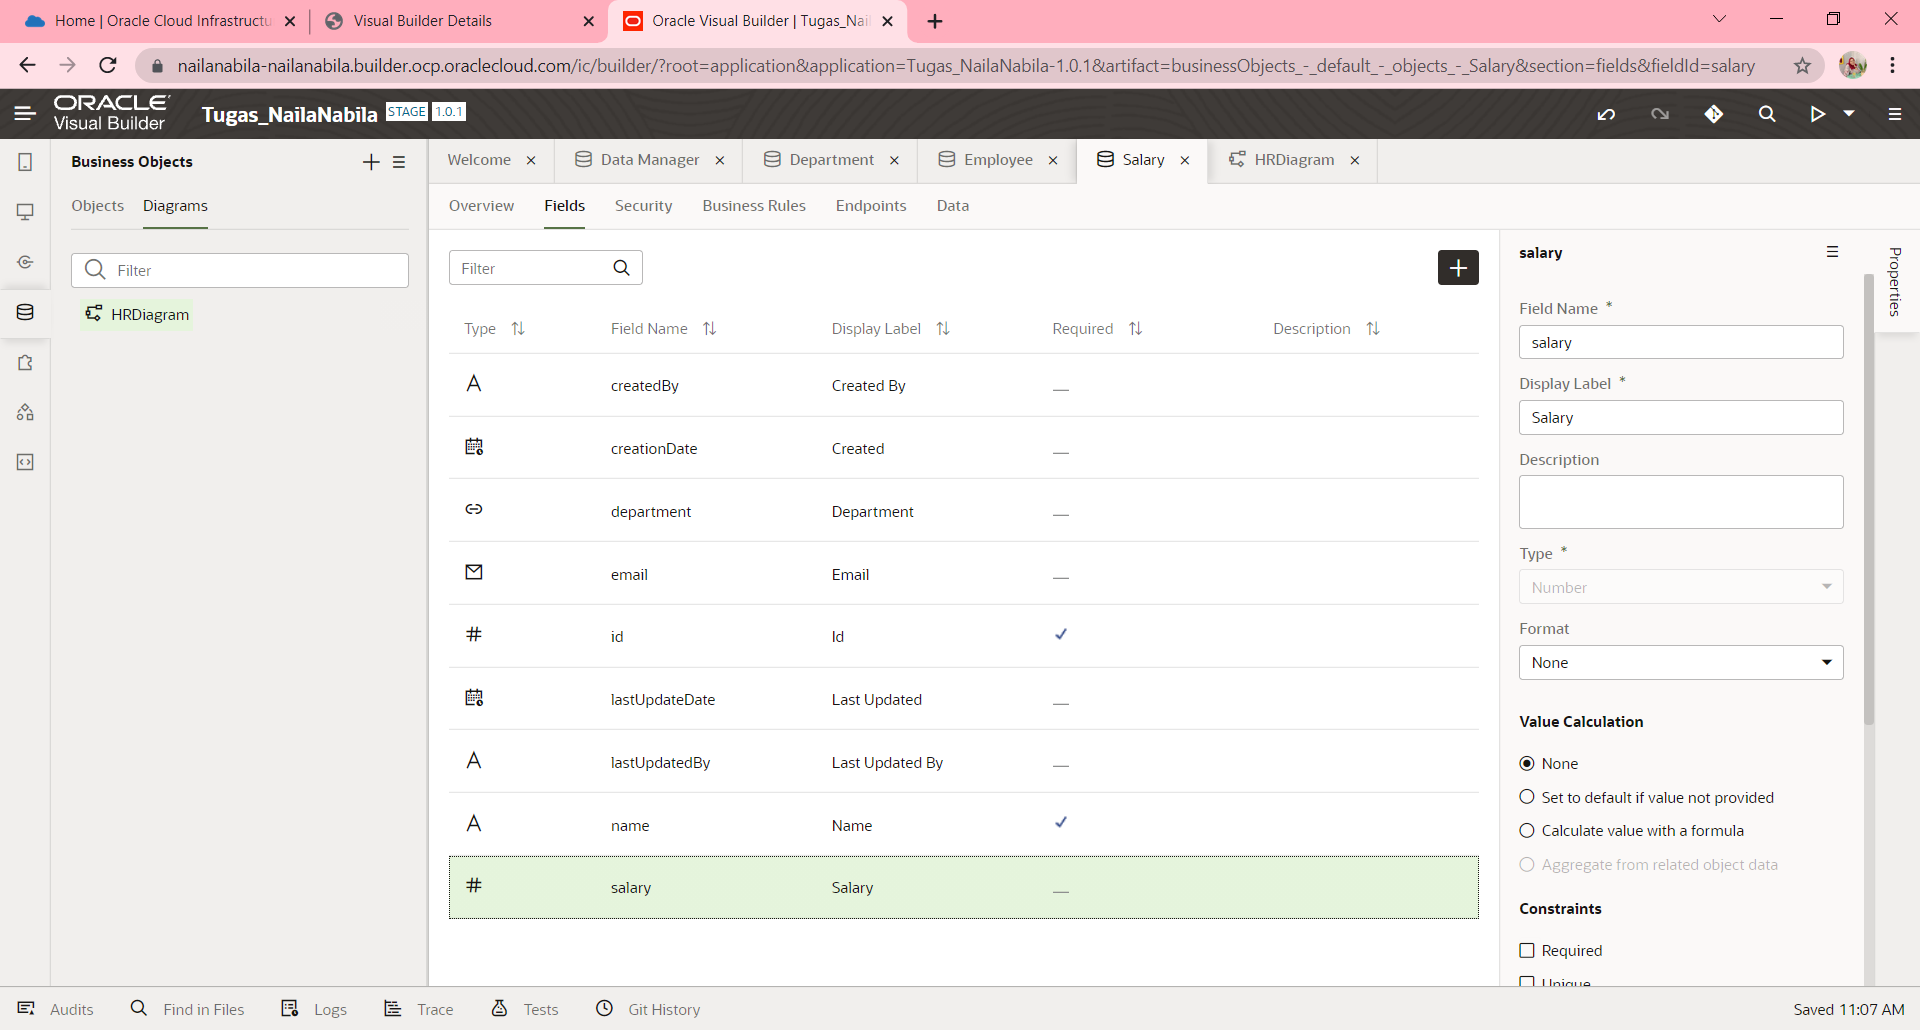 Home | Oracle Cloud Infrastructu
Visual Builder Details
Oracle Visual Builder | Tugas_Nail
nailanabila-nailanabila.builder.ocp.oraclecloud.com/ic/builder/?root=application&application=Tugas_NailaNabila-1.0.1&artifact=businessObjects_-_default_-_objects_-_Salary&section=fields&fieldId=salary
ORACLE
Visual Builder
Tugas_NailaNabila STAGE 1.0.1
Business Objects
Objects Diagrams
Filter
HRDiagram
Welcome Data Manager Department Employee Salary HRDiagram
Overview Fields Security Business Rules Endpoints Data
Filter
Type Field Name Display Label Required Description
createdBy Created By
creationDate Created
department Department
email Email
id Id
lastUpdateDate Last Updated
lastUpdatedBy Last Updated By
name Name
salary Salary
salary
Properties
Field Name *
salary
Display Label *
Salary
Description
Type *
Number
Format
None
Value Calculation
None
Set to default if value not provided
Calculate value with a formula
Aggregate from related object data
Constraints
Required
Unique
Audits Find in Files Logs Trace Tests Git History
Saved 11:07 AM